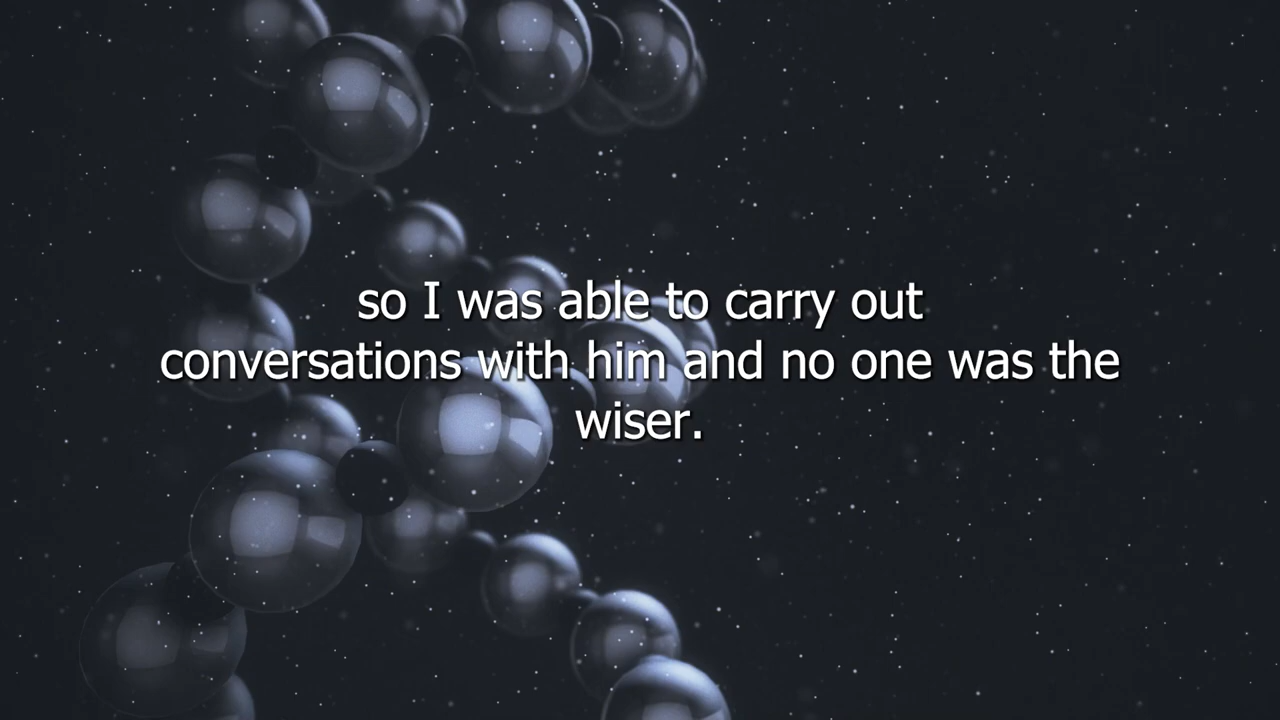 so I was able to carry out
conversations with him and no one was the
wiser.